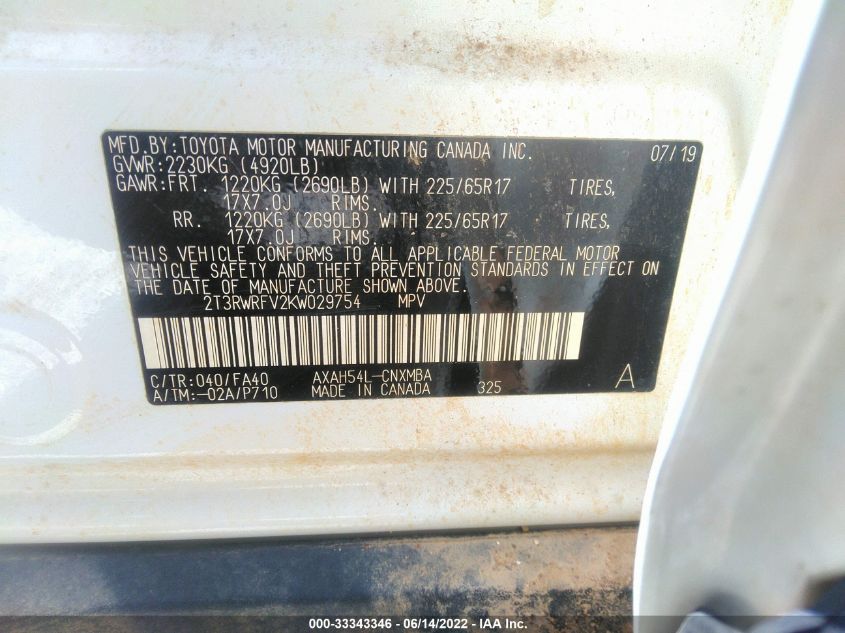 MFD.BY:TOYOTA MOTOR MANUFACTURING CANADA INC. 07/19
GVWR:2230KG (4920LB)
GAWR:FRT. 1220KG (2690LB) WITH 225/65R17 TIRES,
17X7.0J RIMS.
RR. 1220KG (2690LB) WITH 225/65R17 TIRES,
17X7.0J RIMS.
THIS VEHICLE CONFORMS TO ALL APPLICABLE FEDERAL MOTOR
VEHICLE SAFETY AND THEFT PREVENTION STANDARDS IN EFFECT ON
THE DATE OF MANUFACTURE SHOWN ABOVE.
2T3RWRFV2KW029754 MPV
C/TR:040/FA40 AXAH54L-CNXMBA
A/TM:-02A/P710 MADE IN CANADA 325 A
000-33343346 - 06/14/2022 - IAA Inc.